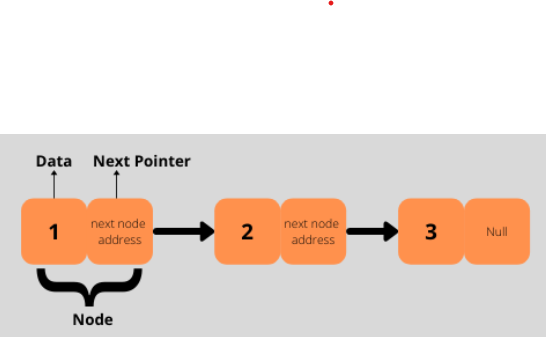 Data Next Pointer
1 next node address 2 next node address 3 Null
Node